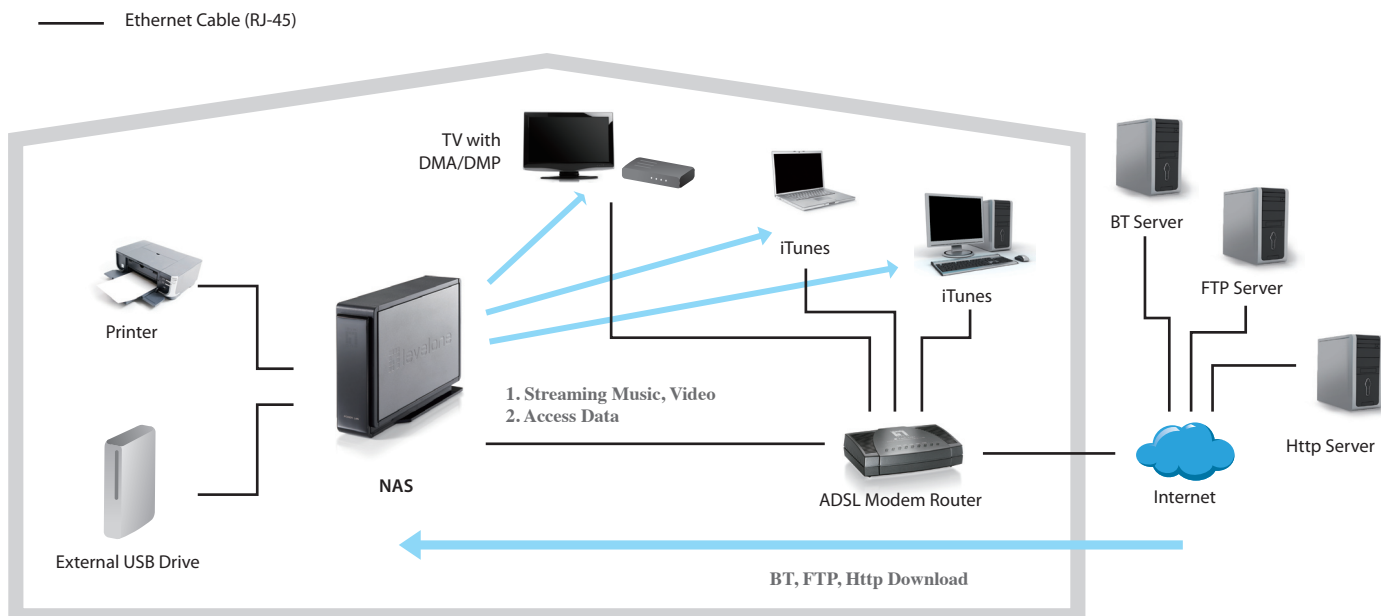 Ethernet Cable (RJ-45)
TV with
DMA/DMP
iTunes
iTunes
BT Server
FTP Server
Http Server
Printer
levelone
1. Streaming Music, Video
2. Access Data
NAS
ADSL Modem Router
Internet
External USB Drive
BT, FTP, Http Download